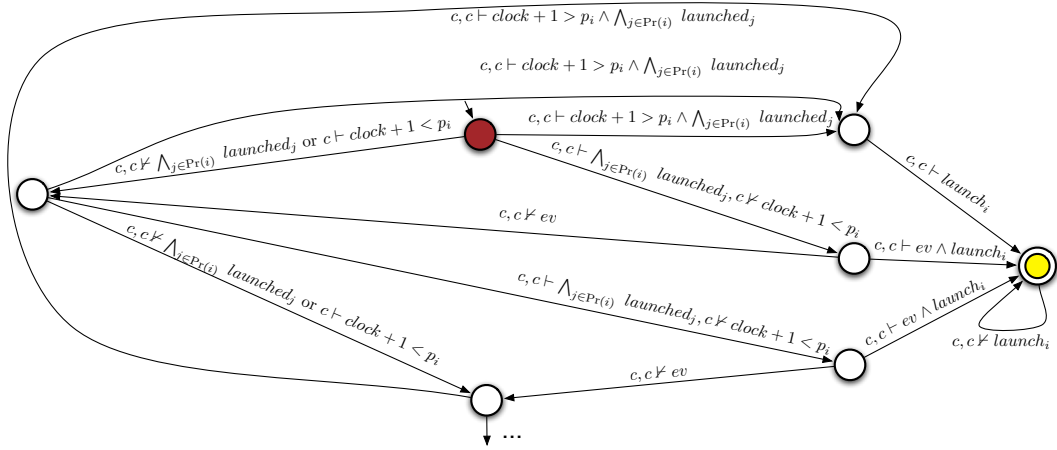 c, c ⊢ clock + 1 > p_i ∧ ⋀_{j∈Pr(i)} launched_j
c, c ⊢ clock + 1 > p_i ∧ ⋀_{j∈Pr(i)} launched_j
c, c ⊢ clock + 1 > p_i ∧ ⋀_{j∈Pr(i)} launched_j
c, c ⊬ ⋀_{j∈Pr(i)} launched_j or c ⊢ clock + 1 < p_i
c, c ⊢ ⋀_{j∈Pr(i)} launched_j, c ⊬ clock + 1 < p_i
c, c ⊢ launch_i
c, c ⊬ ev
c, c ⊢ ev ∧ launch_i
c, c ⊬ ⋀_{j∈Pr(i)} launched_j or c ⊢ clock + 1 < p_i
c, c ⊢ ⋀_{j∈Pr(i)} launched_j, c ⊬ clock + 1 < p_i
c, c ⊢ ev ∧ launch_i
c, c ⊬ launch_i
c, c ⊬ ev
...